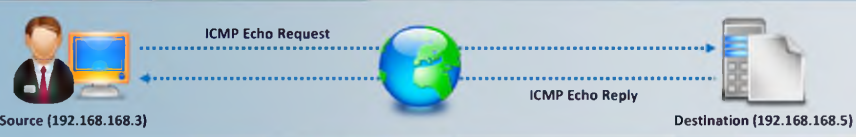 ICMP Echo Request
ICMP Echo Reply
Source (192.168.168.3)
Destination (192.168.168.5)